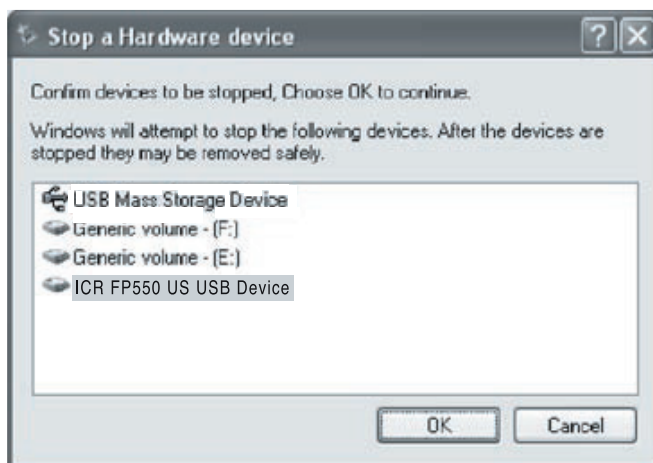 Stop a Hardware device
?
Confirm devices to be stopped, Choose OK to continue.
Windows will attempt to stop the following devices. After the devices are
stopped they may be removed safely.
USB Mass Storage Device
Generic volume - (F:)
Generic volume - (E:)
ICR FP550 US USB Device
OK
Cancel